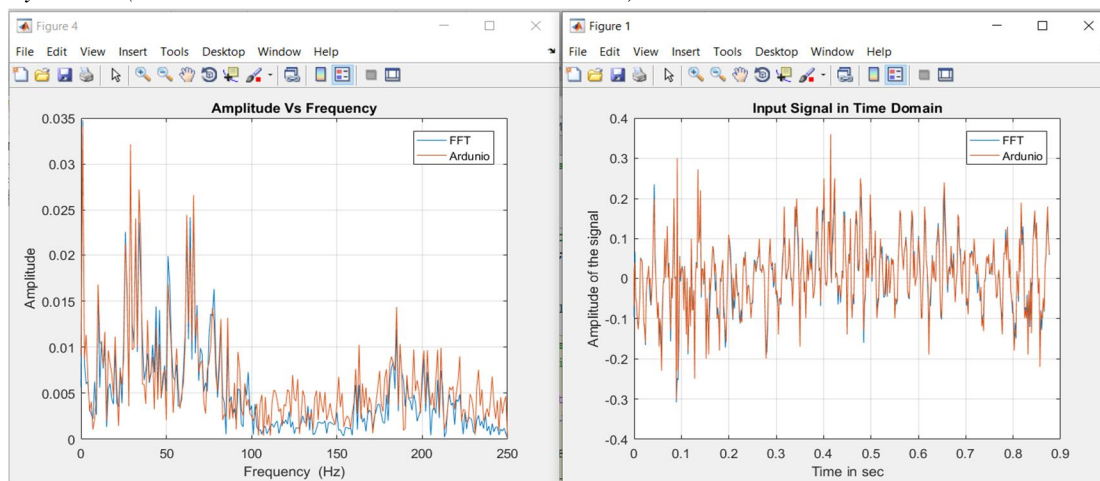 Figure 4
File Edit View Insert Tools Desktop Window Help
Amplitude Vs Frequency
FFT
Ardunio
Amplitude
0.035
0.03
0.025
0.02
0.015
0.01
0.005
0
0 50 100 150 200 250
Frequency (Hz)
Figure 1
File Edit View Insert Tools Desktop Window Help
Input Signal in Time Domain
FFT
Ardunio
Amplitude of the signal
0.4
0.3
0.2
0.1
0
-0.1
-0.2
-0.3
-0.4
0 0.1 0.2 0.3 0.4 0.5 0.6 0.7 0.8 0.9
Time in sec